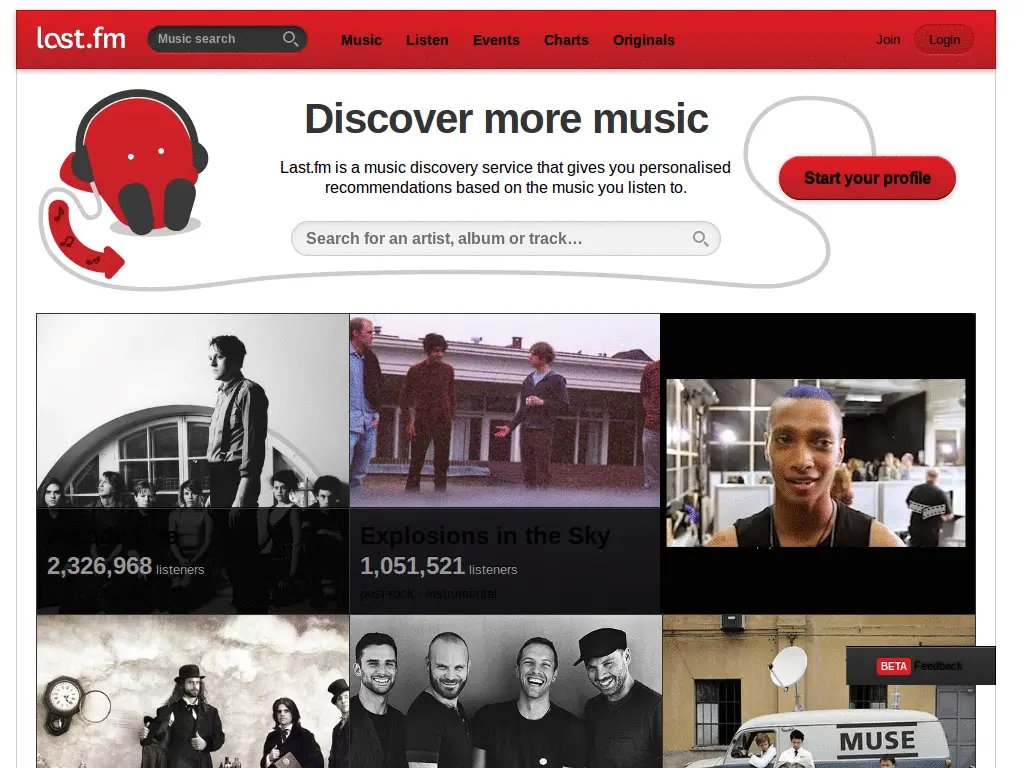 last.fm
Music search
Music Listen Events Charts Originals
Join Login
Discover more music
Last.fm is a music discovery service that gives you personalised
recommendations based on the music you listen to.
Start your profile
Search for an artist, album or track…
Explosions in the Sky
2,326,968 listeners
1,051,521 listeners
post-rock instrumental
BETA Feedback
MUSE